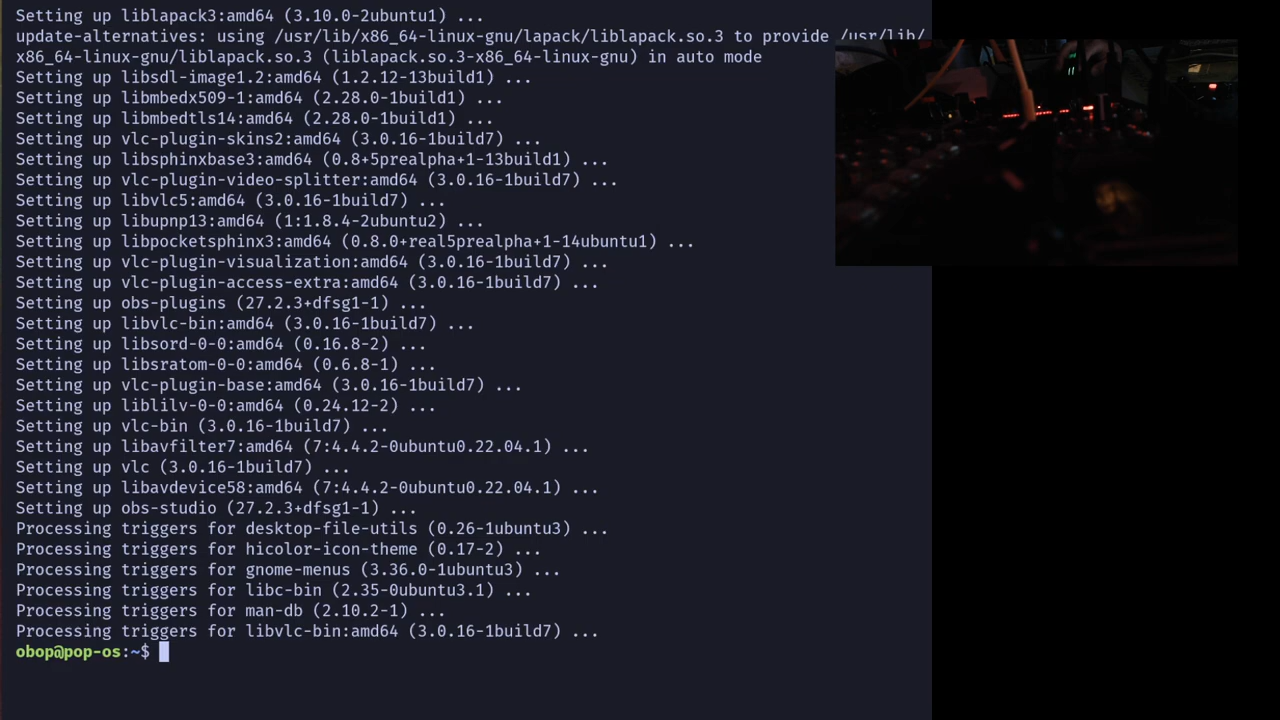 Setting up liblapack3:amd64 (3.10.0-2ubuntu1) ...
update-alternatives: using /usr/lib/x86_64-linux-gnu/lapack/liblapack.so.3 to provide /usr/lib/
x86_64-linux-gnu/liblapack.so.3 (liblapack.so.3-x86_64-linux-gnu) in auto mode
Setting up libsdl-image1.2:amd64 (1.2.12-13build1) ...
Setting up libmbedx509-1:amd64 (2.28.0-1build1) ...
Setting up libmbedtls14:amd64 (2.28.0-1build1) ...
Setting up vlc-plugin-skins2:amd64 (3.0.16-1build7) ...
Setting up libsphinxbase3:amd64 (0.8+5prealpha+1-13build1) ...
Setting up vlc-plugin-video-splitter:amd64 (3.0.16-1build7) ...
Setting up libvlc5:amd64 (3.0.16-1build7) ...
Setting up libupnp13:amd64 (1:1.8.4-2ubuntu2) ...
Setting up libpocketsphinx3:amd64 (0.8.0+real5prealpha+1-14ubuntu1) ...
Setting up vlc-plugin-visualization:amd64 (3.0.16-1build7) ...
Setting up vlc-plugin-access-extra:amd64 (3.0.16-1build7) ...
Setting up obs-plugins (27.2.3+dfsg1-1) ...
Setting up libvlc-bin:amd64 (3.0.16-1build7) ...
Setting up libsord-0-0:amd64 (0.16.8-2) ...
Setting up libsratom-0-0:amd64 (0.6.8-1) ...
Setting up vlc-plugin-base:amd64 (3.0.16-1build7) ...
Setting up liblilv-0-0:amd64 (0.24.12-2) ...
Setting up vlc-bin (3.0.16-1build7) ...
Setting up libavfilter7:amd64 (7:4.4.2-0ubuntu0.22.04.1) ...
Setting up vlc (3.0.16-1build7) ...
Setting up libavdevice58:amd64 (7:4.4.2-0ubuntu0.22.04.1) ...
Setting up obs-studio (27.2.3+dfsg1-1) ...
Processing triggers for desktop-file-utils (0.26-1ubuntu3) ...
Processing triggers for hicolor-icon-theme (0.17-2) ...
Processing triggers for gnome-menus (3.36.0-1ubuntu3) ...
Processing triggers for libc-bin (2.35-0ubuntu3.1) ...
Processing triggers for man-db (2.10.2-1) ...
Processing triggers for libvlc-bin:amd64 (3.0.16-1build7) ...
obop@pop-os:~$